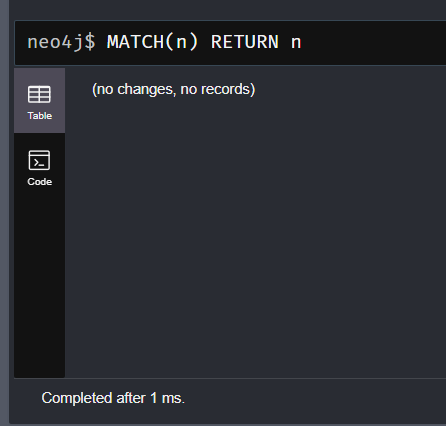 neo4j$ MATCH(n) RETURN n
(no changes, no records)
Table
Code
Completed after 1 ms.